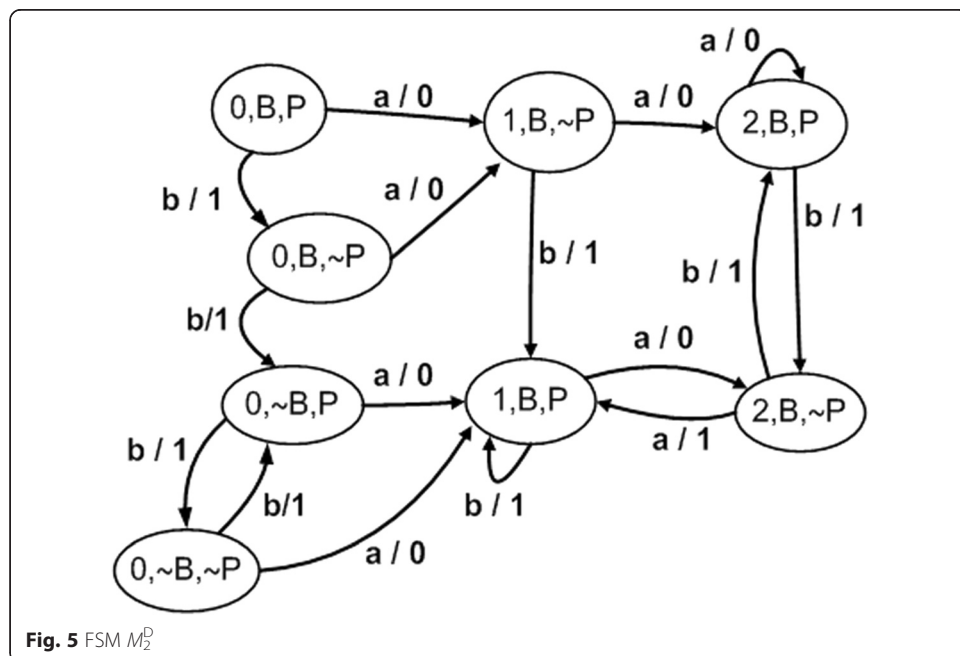 a / 0
0,B,P
a / 0
1,B,~P
a / 0
2,B,P
b / 1
a / 0
0,B,~P
b / 1
b / 1
b / 1
b/1
a / 0
a / 0
0,~B,P
1,B,P
2,B,~P
a / 1
b / 1
b/1
b / 1
a / 0
0,~B,~P
Fig. 5 FSM M₂ᴰ